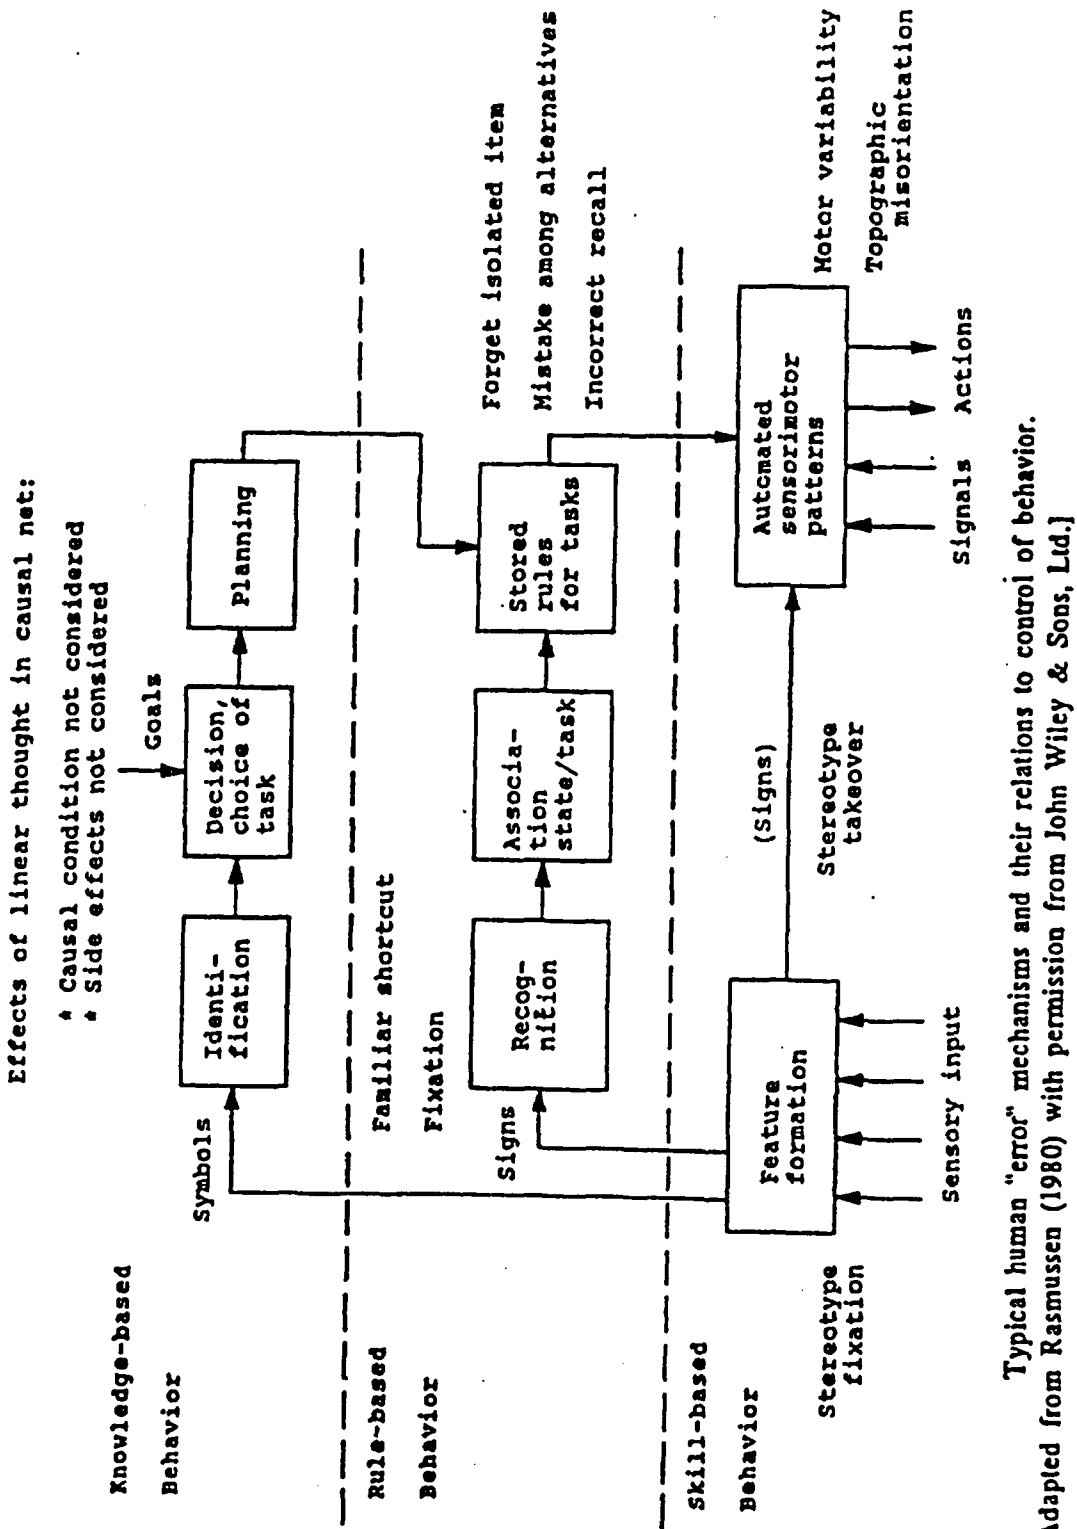 Effects of linear thought in causal net:
* Causal condition not considered
* Side effects not considered
Goals
Knowledge-based
Behavior
Symbols
Identi-
fication
Decision,
choice of
task
Planning
Rule-based
Behavior
Familiar shortcut
Fixation
Signs
Recog-
nition
Associa-
tion
state/task
Stored
rules
for tasks
Forget isolated item
Mistake among alternatives
Incorrect recall
Skill-based
Behavior
Stereotype
fixation
Feature
formation
Sensory input
(Signs)
Stereotype
takeover
Automated
sensorimotor
patterns
Signals
Actions
Motor variability
Topographic
misorientation
Typical human "error" mechanisms and their relations to control of behavior.
Adapted from Rasmussen (1980) with permission from John Wiley & Sons, Ltd.]